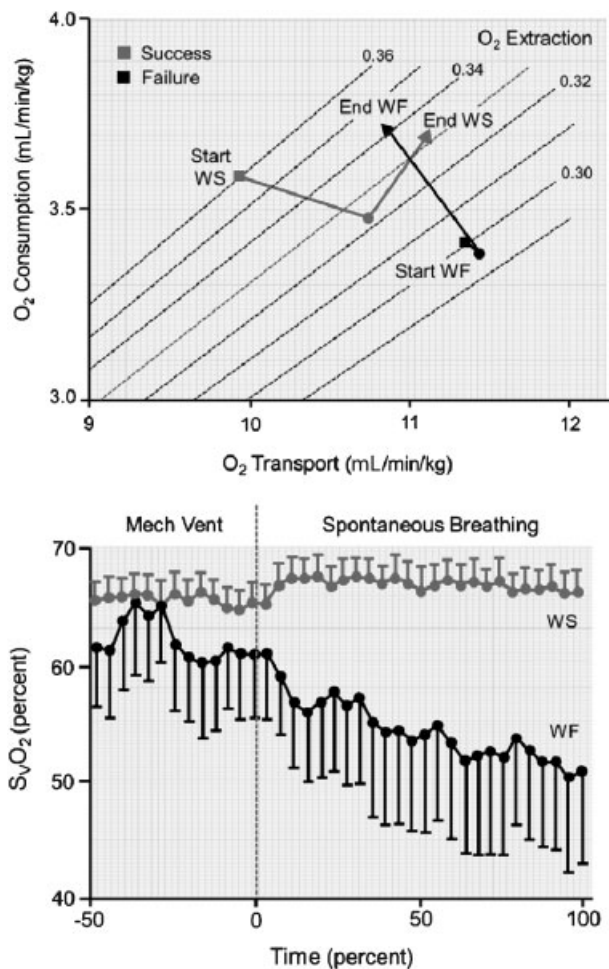 4.0
O2 Extraction
Success
Failure
0.36
0.34
0.32
End WF
End WS
Start
WS
3.5
0.30
Start WF
O2 Consumption (mL/min/kg)
3.0
9
10
11
12
O2 Transport (mL/min/kg)
Mech Vent
Spontaneous Breathing
70
WS
60
WF
SVO2 (percent)
50
40
-50
0
50
100
Time (percent)